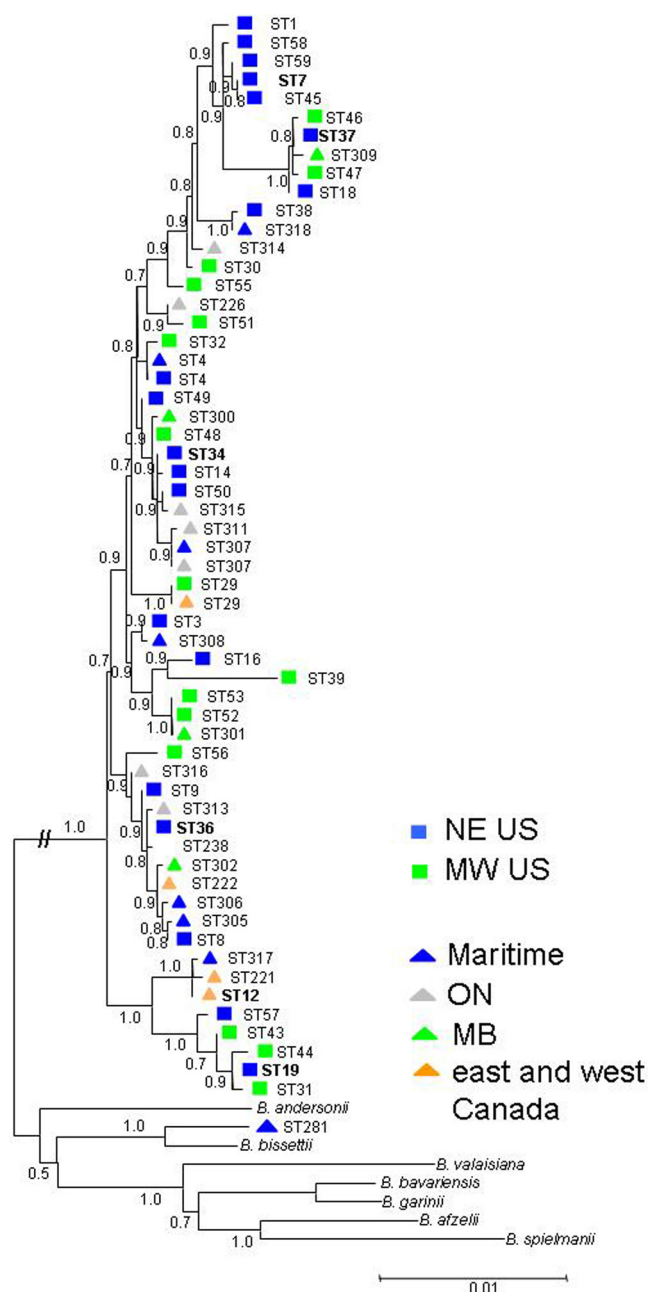 ST1
ST58
0.9
ST59
0.9
ST7
0.8
ST45
0.9
ST46
0.8
ST37
0.8
ST309
ST47
1.0
ST18
0.8
ST38
1.0
ST318
0.9
0.9
ST314
ST30
0.7
ST55
ST226
0.9
ST51
0.8
ST32
ST4
ST4
ST49
ST300
0.9
ST48
ST34
0.7
0.9
ST14
ST50
0.9
ST315
ST311
0.9
ST307
ST307
0.9
ST29
1.0
ST29
0.9
ST3
ST308
0.7
0.9
0.9
ST16
ST39
0.9
ST53
ST52
1.0
ST301
ST56
ST316
0.9
ST9
ST313
1.0
0.9
ST36
NE US
ST238
0.8
ST302
MW US
ST222
0.9
ST306
0.8
ST305
0.8
ST8
1.0
ST317
Maritime
ST221
ST12
ON
1.0
ST57
ST43
MB
0.7
ST44
ST19
east and west
0.9
ST31
Canada
B. andersonii
1.0
ST281
B. bissettii
0.5
B. valaisiana
1.0
B. bavariensis
B. garinii
0.7
B. afzelii
1.0
B. spielmanii
0.01